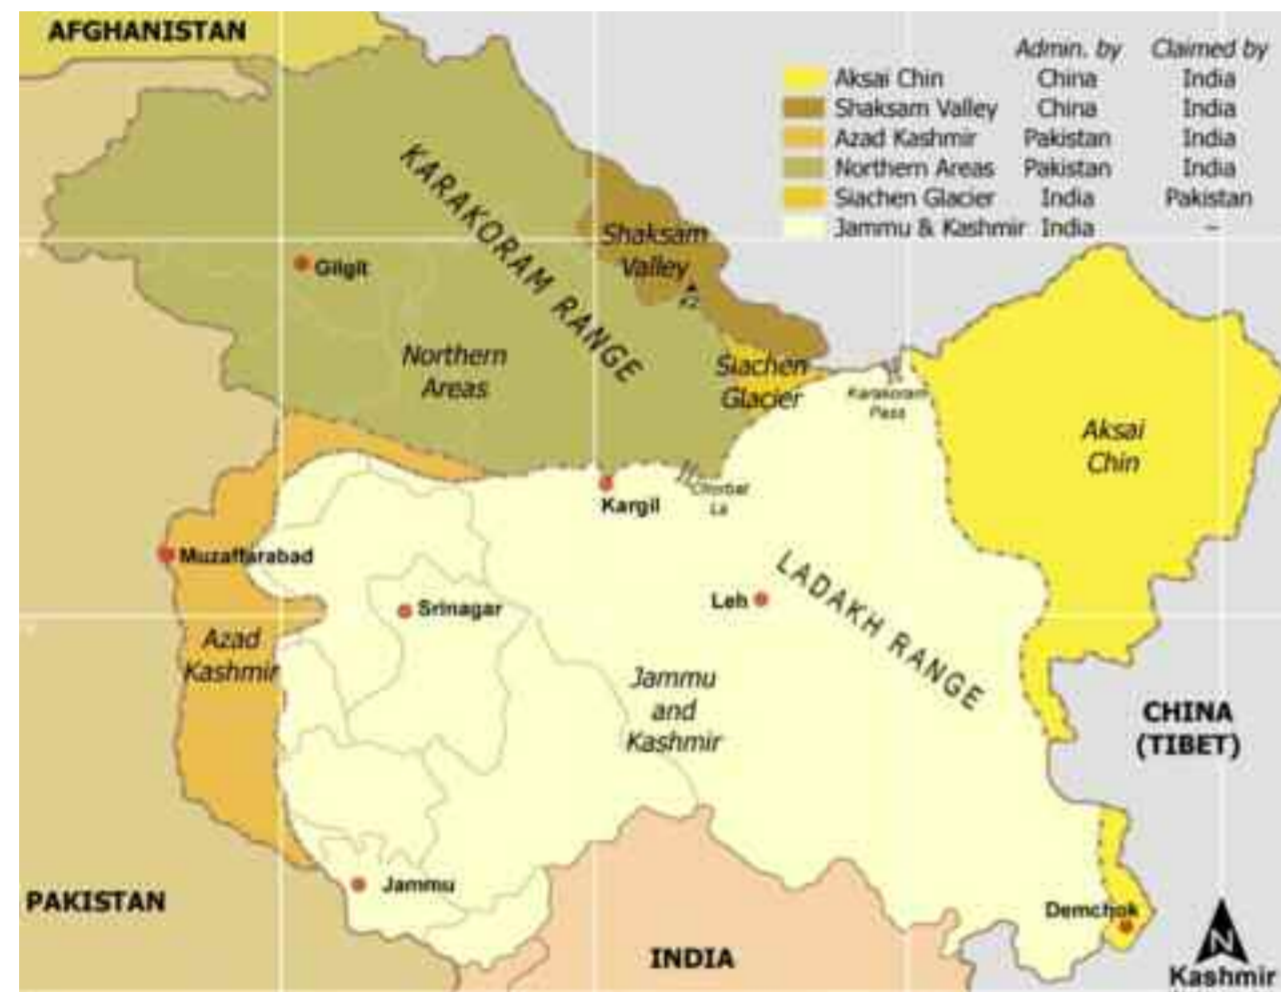 AFGHANISTAN
Admin. by Claimed by
Aksai Chin China India
Shaksam Valley China India
Azad Kashmir Pakistan India
Northern Areas Pakistan India
Siachen Glacier India Pakistan
Jammu & Kashmir India –
KARAKORAM RANGE
Shaksam
Valley
K2
Gilgit
Northern
Areas
Siachen
Glacier
Karakoram
Pass
Aksai
Chin
Kargil
Chorbat
La
Muzaffarabad
LADAKH RANGE
Leh
Srinagar
Azad
Kashmir
Jammu
and
Kashmir
CHINA
(TIBET)
Jammu
PAKISTAN
Demchok
INDIA
N
Kashmir